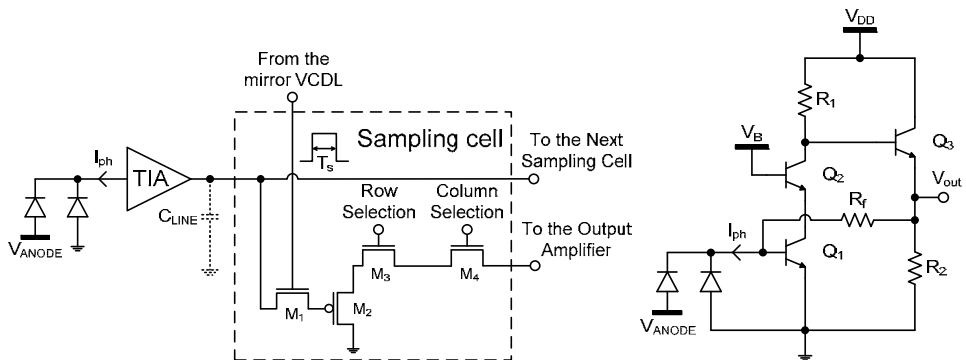 From the
mirror VCDL
Sampling cell
T_s
I_ph
TIA
To the Next
Sampling Cell
Row
Selection
Column
Selection
C_LINE
V_ANODE
To the Output
Amplifier
M_3
M_4
M_1
M_2
V_DD
R_1
V_B
Q_3
Q_2
V_out
R_f
I_ph
Q_1
R_2
V_ANODE